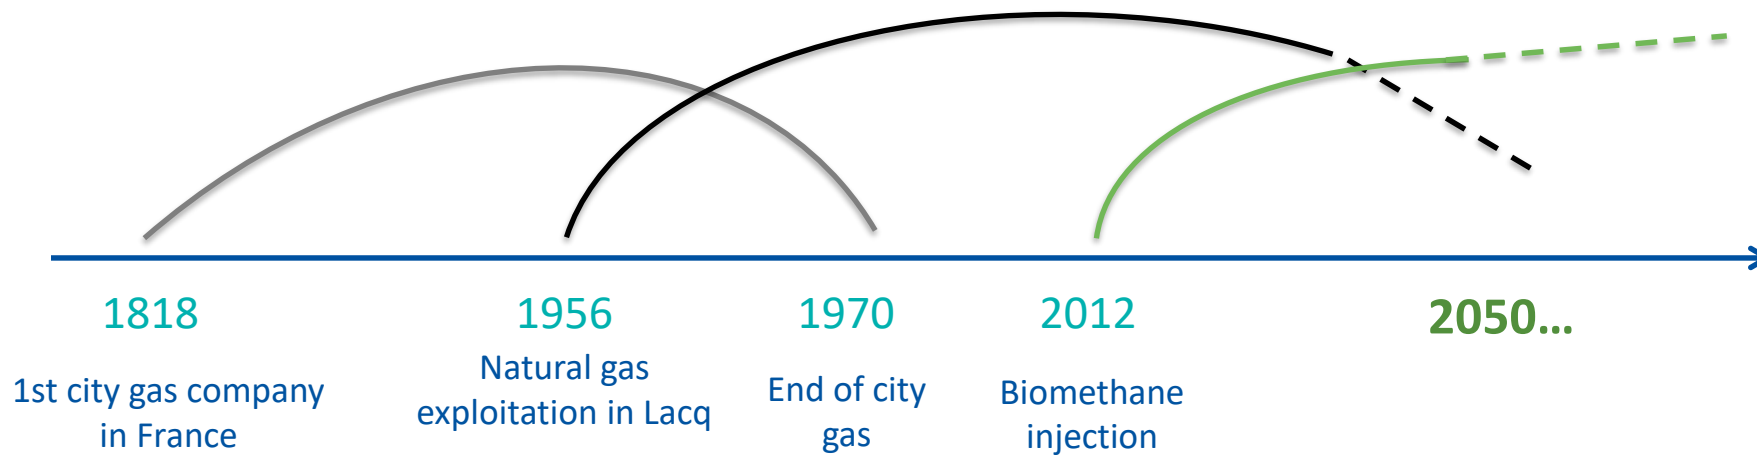 1818
1st city gas company
in France
1956
Natural gas
exploitation in Lacq
1970
End of city
gas
2012
Biomethane
injection
2050...